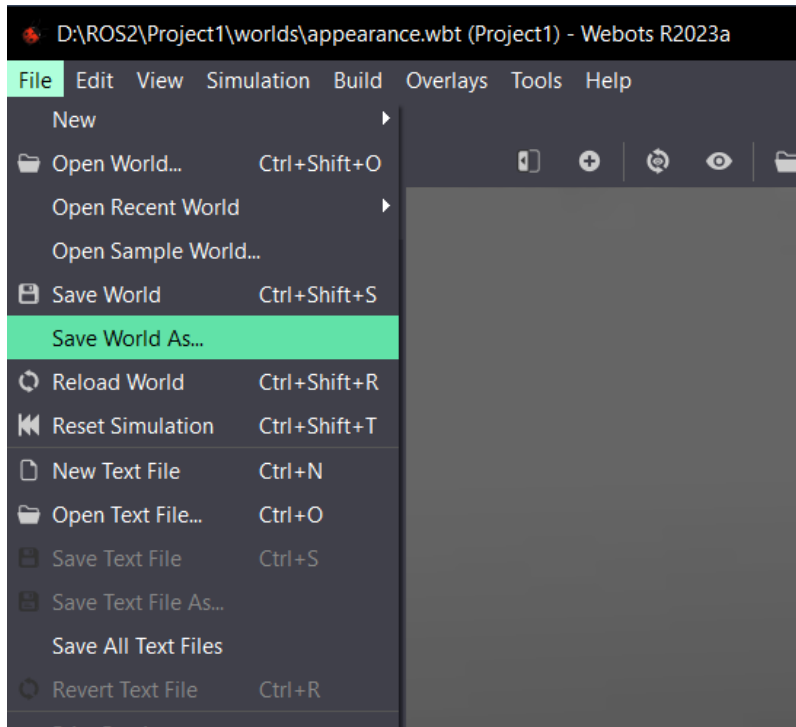 D:\ROS2\Project1\worlds\appearance.wbt (Project1) - Webots R2023a
File Edit View Simulation Build Overlays Tools Help
New
Open World... Ctrl+Shift+O
Open Recent World
Open Sample World...
Save World Ctrl+Shift+S
Save World As...
Reload World Ctrl+Shift+R
Reset Simulation Ctrl+Shift+T
New Text File Ctrl+N
Open Text File... Ctrl+O
Save Text File Ctrl+S
Save Text File As...
Save All Text Files
Revert Text File Ctrl+R